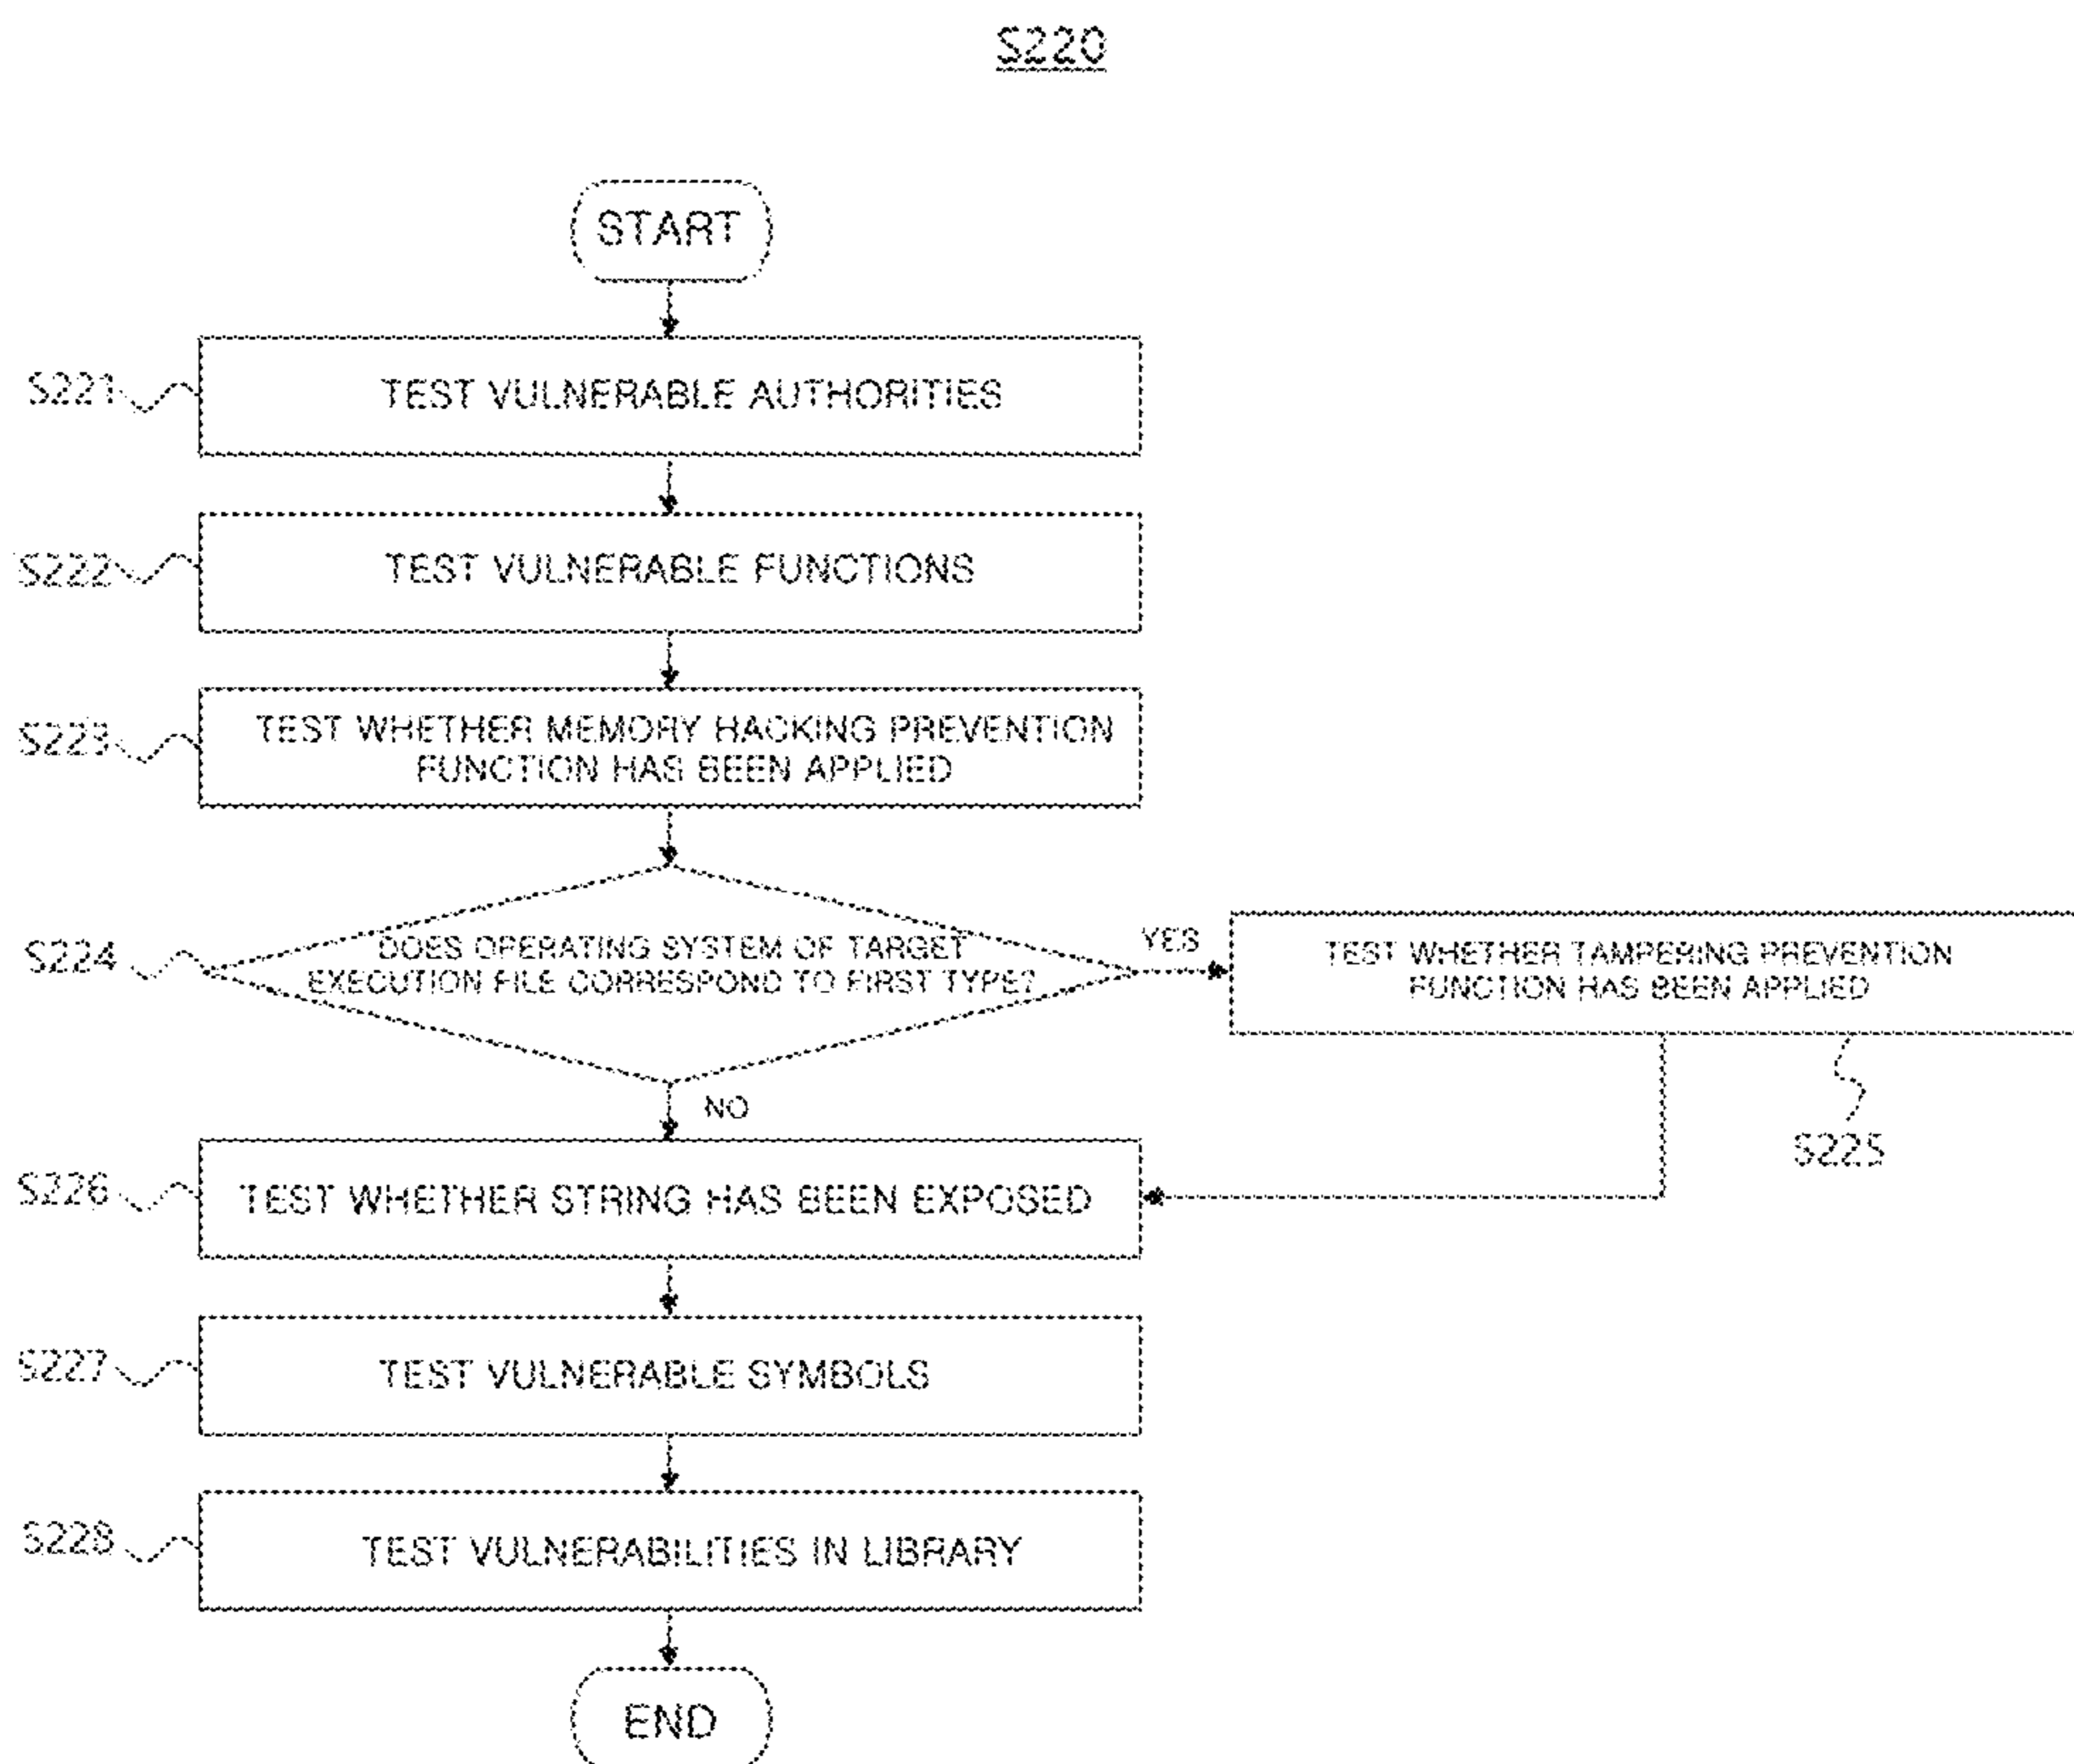 S220
START
S221
TEST VULNERABLE AUTHORITIES
S222
TEST VULNERABLE FUNCTIONS
S223
TEST WHETHER MEMORY HACKING PREVENTION
FUNCTION HAS BEEN APPLIED
S224
DOES OPERATING SYSTEM OF TARGET
EXECUTION FILE CORRESPOND TO FIRST TYPE?
YES
TEST WHETHER TAMPERING PREVENTION
FUNCTION HAS BEEN APPLIED
S225
NO
S226
TEST WHETHER STRING HAS BEEN EXPOSED
S227
TEST VULNERABLE SYMBOLS
S228
TEST VULNERABILITIES IN LIBRARY
END